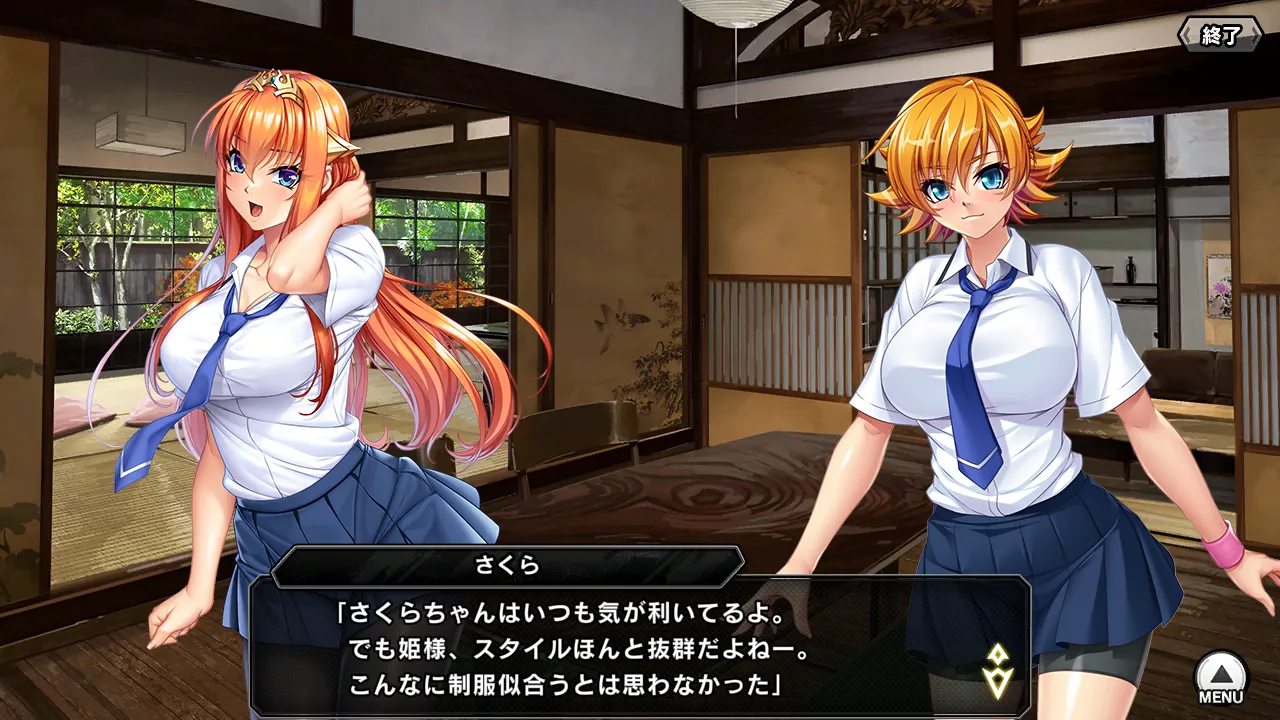 終了
さくら
「さくらちゃんはいつも気が利いてるよ。
でも姫様、スタイルほんと抜群だよねー。
こんなに制服似合うとは思わなかった」
MENU